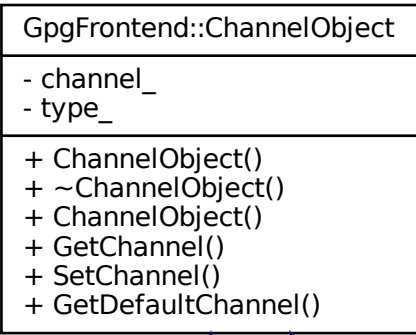 GpgFrontend::ChannelObject
- channel_
- type_
+ ChannelObject()
+ ~ChannelObject()
+ ChannelObject()
+ GetChannel()
+ SetChannel()
+ GetDefaultChannel()